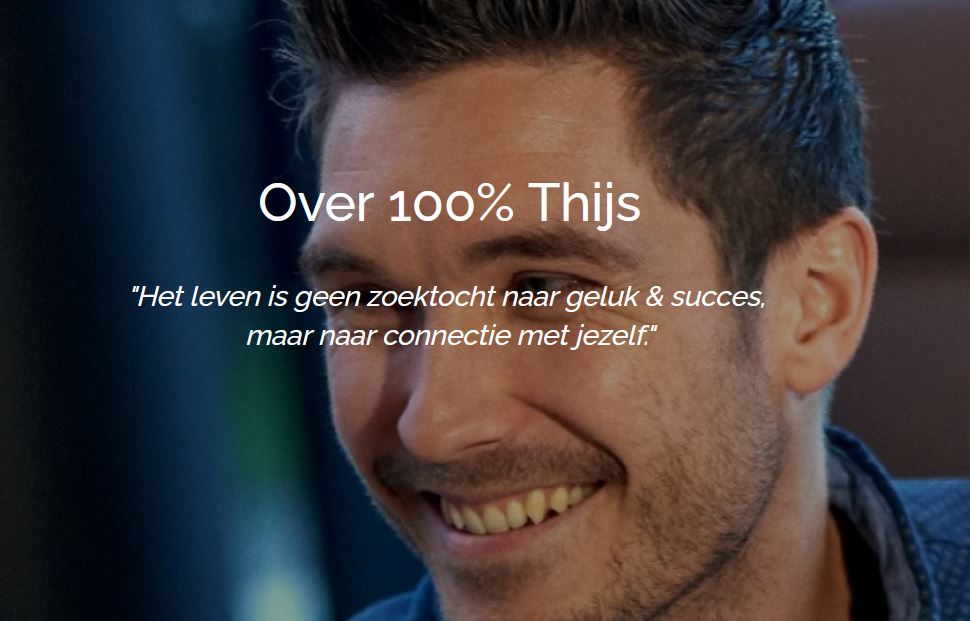 Over 100% Thijs
"Het leven is geen zoektocht naar geluk & succes,
maar naar connectie met jezelf."